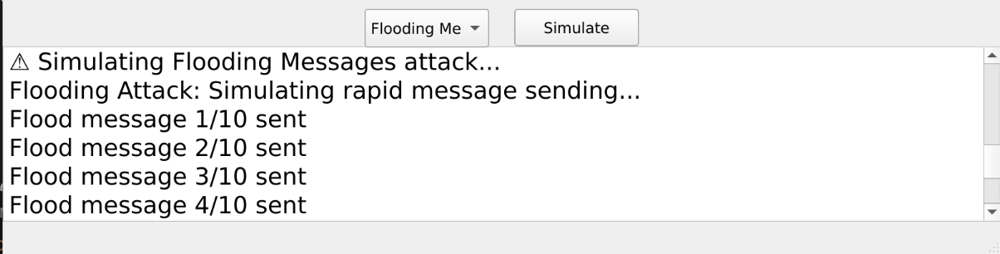 Flooding Me Simulate
⚠ Simulating Flooding Messages attack...
Flooding Attack: Simulating rapid message sending...
Flood message 1/10 sent
Flood message 2/10 sent
Flood message 3/10 sent
Flood message 4/10 sent